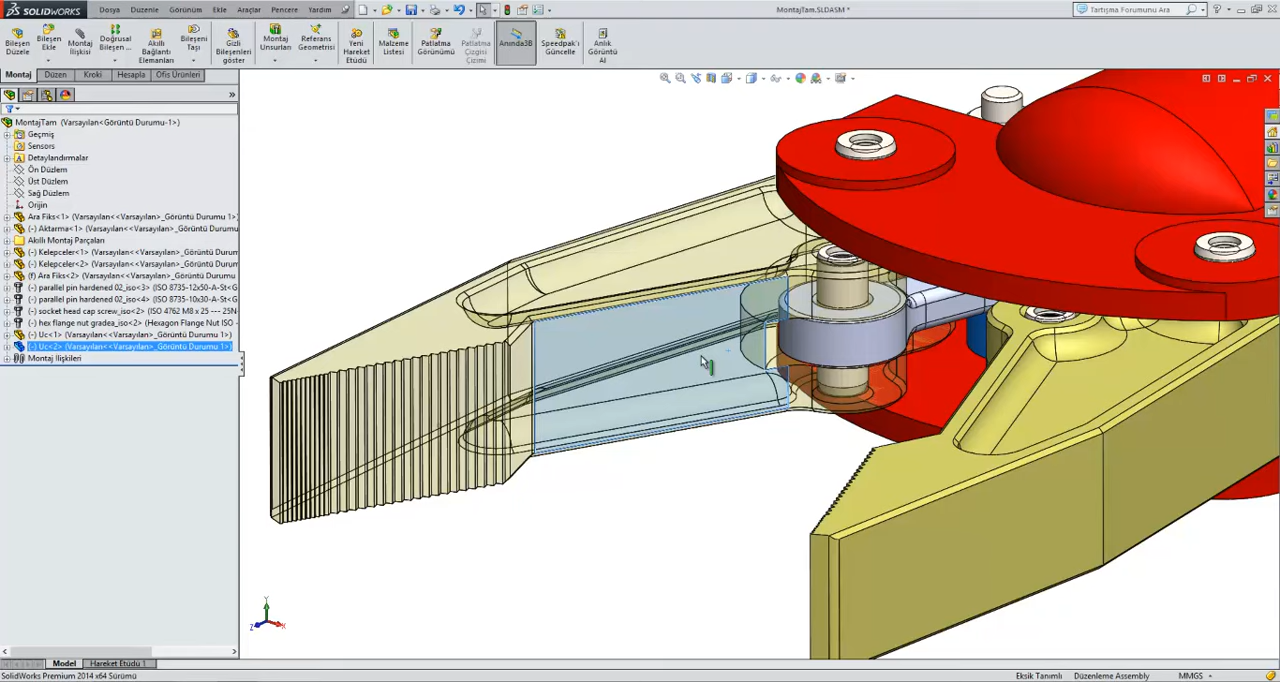 SOLIDWORKS Dosya Düzenle Görünüm Ekle Araçlar Pencere Yardım MontajTam.SLDASM * Tartışma Forumunu Ara
Bileşen Düzenle Bileşen Ekle Montaj İlişkisi Doğrusal Bileşen ... Akıllı Bağlantı Elemanları Bileşeni Taşı Gizli Bileşenleri göster Montaj Unsurları Referans Geometrisi Yeni Hareket Etüdü Malzeme Listesi Patlatma Görünümü Patlatma Çizgisi Çizimi Anında3B Speedpak'i Güncelle Anlık Görüntü Al
Montaj Düzen Kroki Hesapla Ofis Ürünleri
MontajTam (Varsayılan<Görüntü Durumu-1>)
Geçmiş
Sensors
Detaylandırmalar
Ön Düzlem
Üst Düzlem
Sağ Düzlem
Orijin
Ara Fiks<1> (Varsayılan<<Varsayılan>_Görüntü Durumu 1>)
(-) Aktarma<1> (Varsayılan<<Varsayılan>_Görüntü Durumu
Akıllı Montaj Parçaları
(-) Kelepceler<1> (Varsayılan<<Varsayılan>_Görüntü Durum
(-) Kelepceler<2> (Varsayılan<<Varsayılan>_Görüntü Durum
(f) Ara Fiks<2> (Varsayılan<<Varsayılan>_Görüntü Durumu
(-) parallel pin hardened 02_iso<3> (ISO 8735-12x50-A-St<G
(-) parallel pin hardened 02_iso<4> (ISO 8735-10x30-A-St<G
(-) socket head cap screw_iso<2> (ISO 4762 M8 x 25 --- 25N
(-) hex flange nut gradea_iso<2> (Hexagon Flange Nut ISO -
(-) Uc<1> (Varsayılan<<Varsayılan>_Görüntü Durumu 1>)
(-) Uc<2> (Varsayılan<<Varsayılan>_Görüntü Durumu 1>)
Montaj İlişkileri
Y
Z X
Model Hareket Etüdü 1
SolidWorks Premium 2014 x64 Sürümü Eksik Tanımlı Düzenleme Assembly MMGS